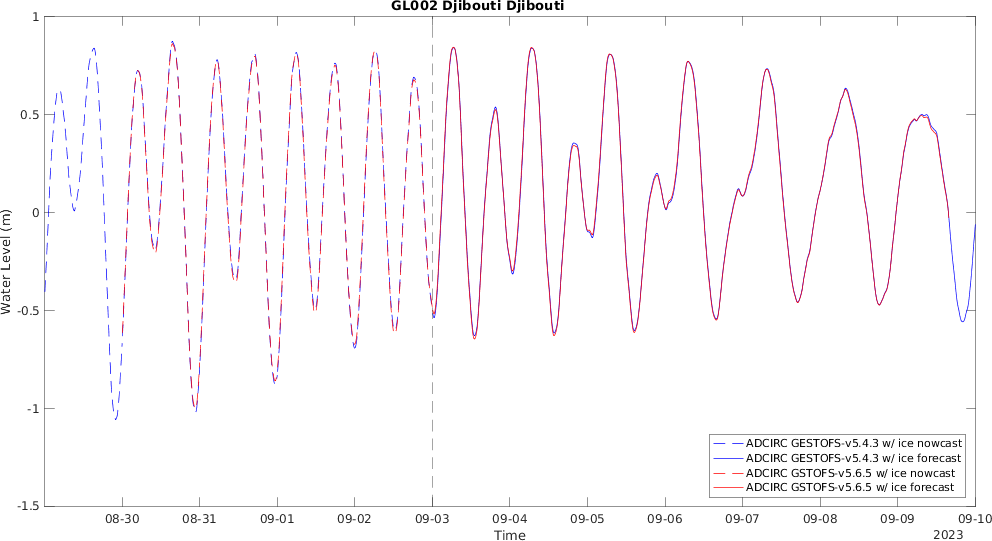 GL002 Djibouti Djibouti
1
0.5
0
-0.5
-1
-1.5
Water Level (m)
08-30 08-31 09-01 09-02 09-03 09-04 09-05 09-06 09-07 09-08 09-09 09-10
Time
2023
ADCIRC GESTOFS-v5.4.3 w/ ice nowcast
ADCIRC GESTOFS-v5.4.3 w/ ice forecast
ADCIRC GSTOFS-v5.6.5 w/ ice nowcast
ADCIRC GSTOFS-v5.6.5 w/ ice forecast